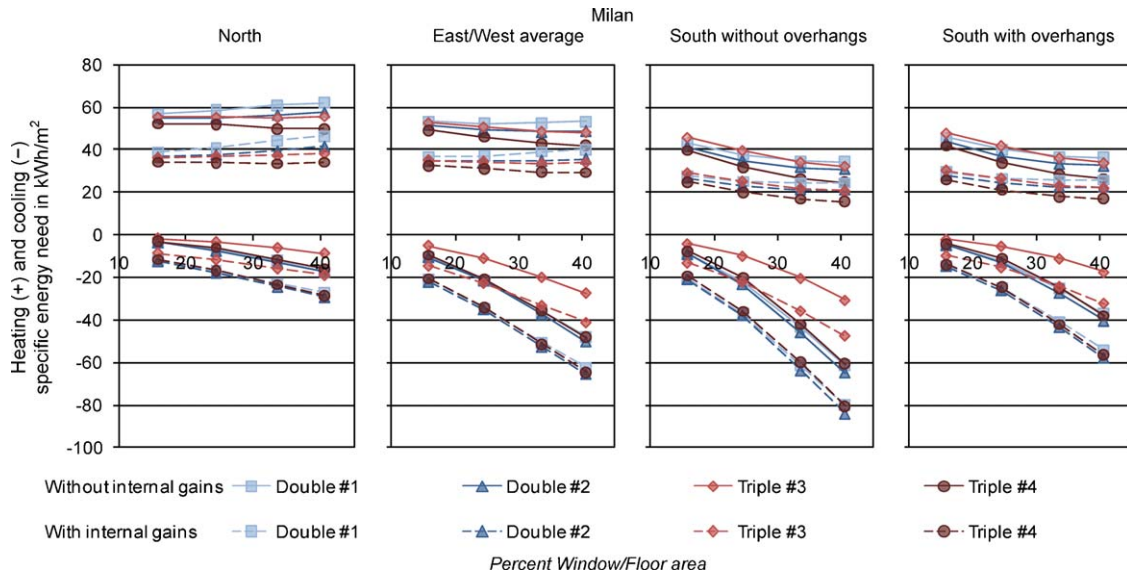 Milan
North East/West average South without overhangs South with overhangs
Heating (+) and cooling (−)
specific energy need in kWh/m²
80
60
40
20
0
-20
-40
-60
-80
-100
10 20 30 40 10 20 30 40 10 20 30 40 10 20 30 40
Without internal gains Double #1 Double #2 Triple #3 Triple #4
With internal gains Double #1 Double #2 Triple #3 Triple #4
Percent Window/Floor area